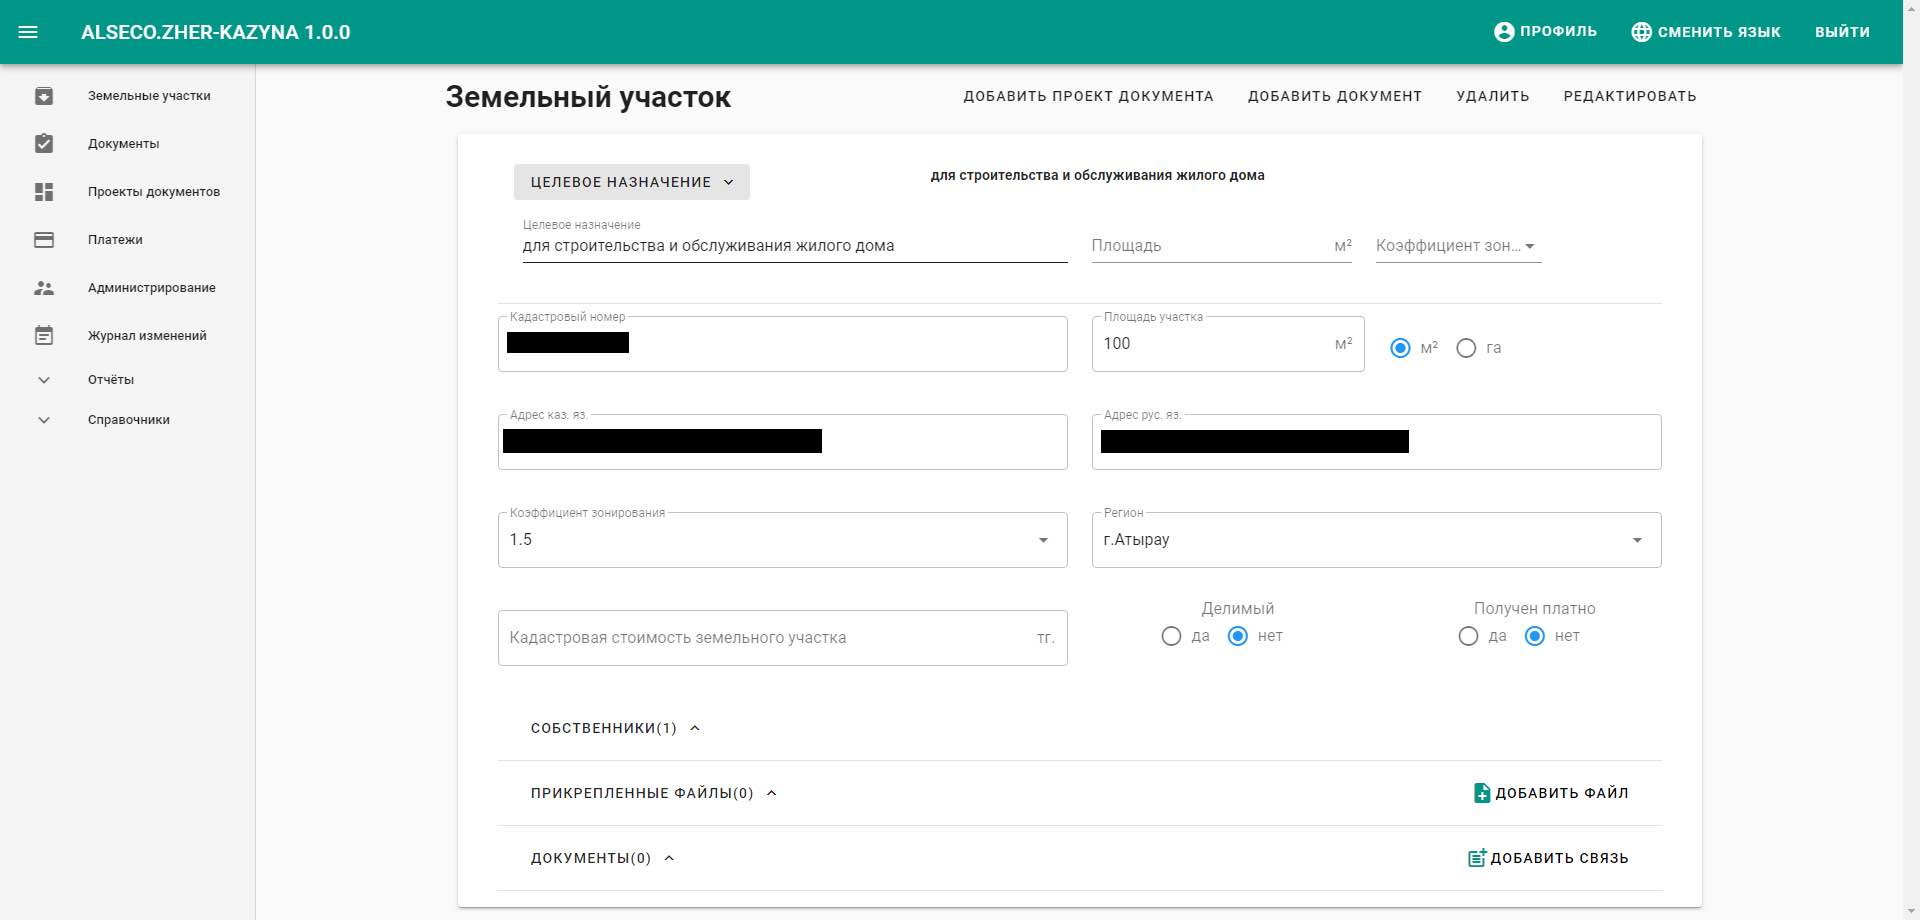 ALSECO.ZHER-KAZYNA 1.0.0
ПРОФИЛЬ
СМЕНИТЬ ЯЗЫК
ВЫЙТИ
Земельные участки
Документы
Проекты документов
Платежи
Администрирование
Журнал изменений
Отчёты
Справочники
Земельный участок
ДОБАВИТЬ ПРОЕКТ ДОКУМЕНТА
ДОБАВИТЬ ДОКУМЕНТ
УДАЛИТЬ
РЕДАКТИРОВАТЬ
ЦЕЛЕВОЕ НАЗНАЧЕНИЕ
для строительства и обслуживания жилого дома
Целевое назначение
для строительства и обслуживания жилого дома
Площадь м²
Коэффициент зон...
Кадастровый номер
Площадь участка
100 м²
м² га
Адрес каз. яз.
Адрес рус. яз.
Коэффициент зонирования
1.5
Регион
г.Атырау
Кадастровая стоимость земельного участка тг.
Делимый
да нет
Получен платно
да нет
СОБСТВЕННИКИ(1)
ПРИКРЕПЛЕННЫЕ ФАЙЛЫ(0)
ДОБАВИТЬ ФАЙЛ
ДОКУМЕНТЫ(0)
ДОБАВИТЬ СВЯЗЬ